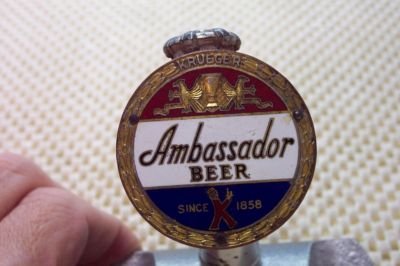 KRUEGER
Ambassador
BEER
SINCE K 1858